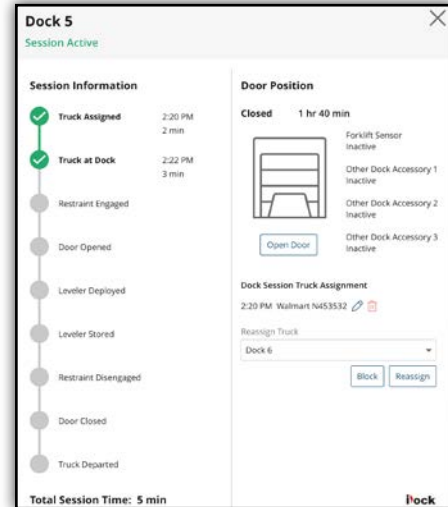 Dock 5
Session Active
Session Information
Truck Assigned 2:20 PM
2 min
Truck at Dock 2:22 PM
3 min
Restraint Engaged
Door Opened
Leveler Deployed
Leveler Stored
Restraint Disengaged
Door Closed
Truck Departed
Total Session Time: 5 min
Door Position
Closed 1 hr 40 min
Forklift Sensor
Inactive
Other Dock Accessory 1
Inactive
Other Dock Accessory 2
Inactive
Other Dock Accessory 3
Inactive
Open Door
Dock Session Truck Assignment
2:20 PM Walmart N453532
Reassign Truck
Dock 6
Block Reassign